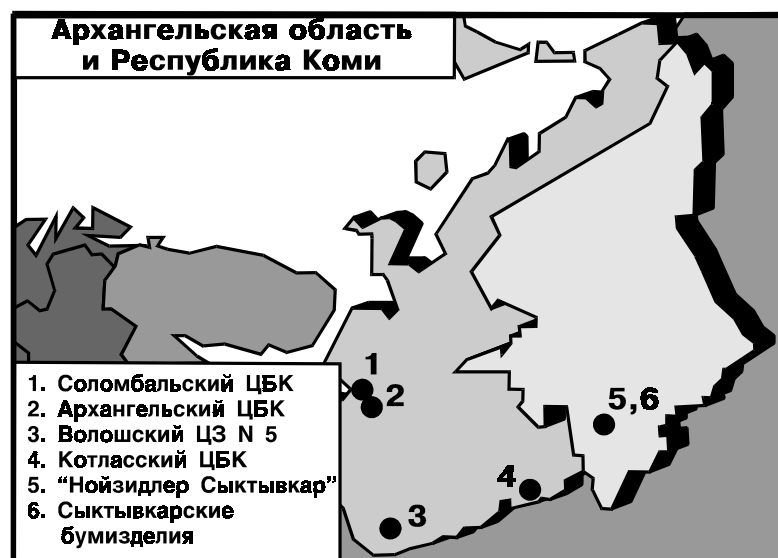 Архангельская область
и Республика Коми
1
2
5,6
4
3
1. Соломбальский ЦБК
2. Архангельский ЦБК
3. Волошский ЦЗ N 5
4. Котласский ЦБК
5. “Нойзидлер Сыктывкар”
6. Сыктывкарские
бумизделия